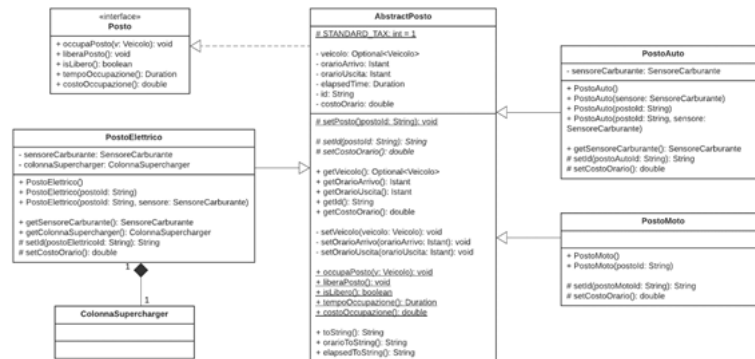 «interface»
Posto
+ occupaPosto(v: Veicolo): void
+ liberaPosto(): void
+ isLibero(): boolean
+ tempoOccupazione(): Duration
+ costoOccupazione(): double
AbstractPosto
# STANDARD_TAX: int = 1
- veicolo: Optional<Veicolo>
- orarioArrivo: Istant
- orarioUscita: Istant
- elapsedTime: Duration
- id: String
- costoOrario: double
# setPosto(postoId: String): void
# setId(postoId: String): String
# setCostoOrario(): double
+ getVeicolo(): Optional<Veicolo>
+ getOrarioArrivo(): Istant
+ getOrarioUscita(): Istant
+ getId(): String
+ getCostoOrario(): double
- setVeicolo(veicolo: Veicolo): void
- setOrarioArrivo(orarioArrivo: Istant): void
- setOrarioUscita(orarioUscita: Istant): void
+ occupaPosto(v: Veicolo): void
+ liberaPosto(): void
+ isLibero(): boolean
+ tempoOccupazione(): Duration
+ costoOccupazione(): double
+ toString(): String
+ orarioToString(): String
+ elapsedToString(): String
PostoAuto
- sensoreCarburante: SensoreCarburante
+ PostoAuto()
+ PostoAuto(sensore: SensoreCarburante)
+ PostoAuto(postoId: String)
+ PostoAuto(postoId: String, sensore:
SensoreCarburante)
+ getSensoreCarburante(): SensoreCarburante
# setId(postoAutoId: String): String
# setCostoOrario(): double
PostoElettrico
- sensoreCarburante: SensoreCarburante
- colonnaSupercharger: ColonnaSupercharger
+ PostoElettrico()
+ PostoElettrico(postoId: String)
+ PostoElettrico(postoId: String, sensore: SensoreCarburante)
+ getSensoreCarburante(): SensoreCarburante
+ getColonnaSupercharger(): ColonnaSupercharger
# setId(postoElettricoId: String): String
# setCostoOrario(): double
PostoMoto
+ PostoMoto()
+ PostoMoto(postoId: String)
# setId(postoMotoId: String): String
# setCostoOrario(): double
1
1
ColonnaSupercharger